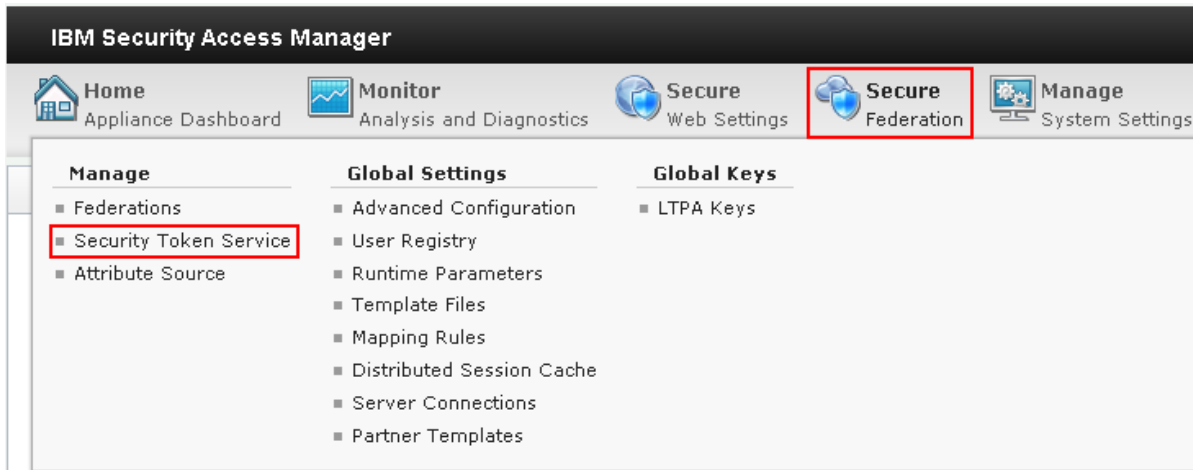 IBM Security Access Manager
Home
Appliance Dashboard
Monitor
Analysis and Diagnostics
Secure
Web Settings
Secure
Federation
Manage
System Settings
Manage
Federations
Security Token Service
Attribute Source
Global Settings
Advanced Configuration
User Registry
Runtime Parameters
Template Files
Mapping Rules
Distributed Session Cache
Server Connections
Partner Templates
Global Keys
LTPA Keys